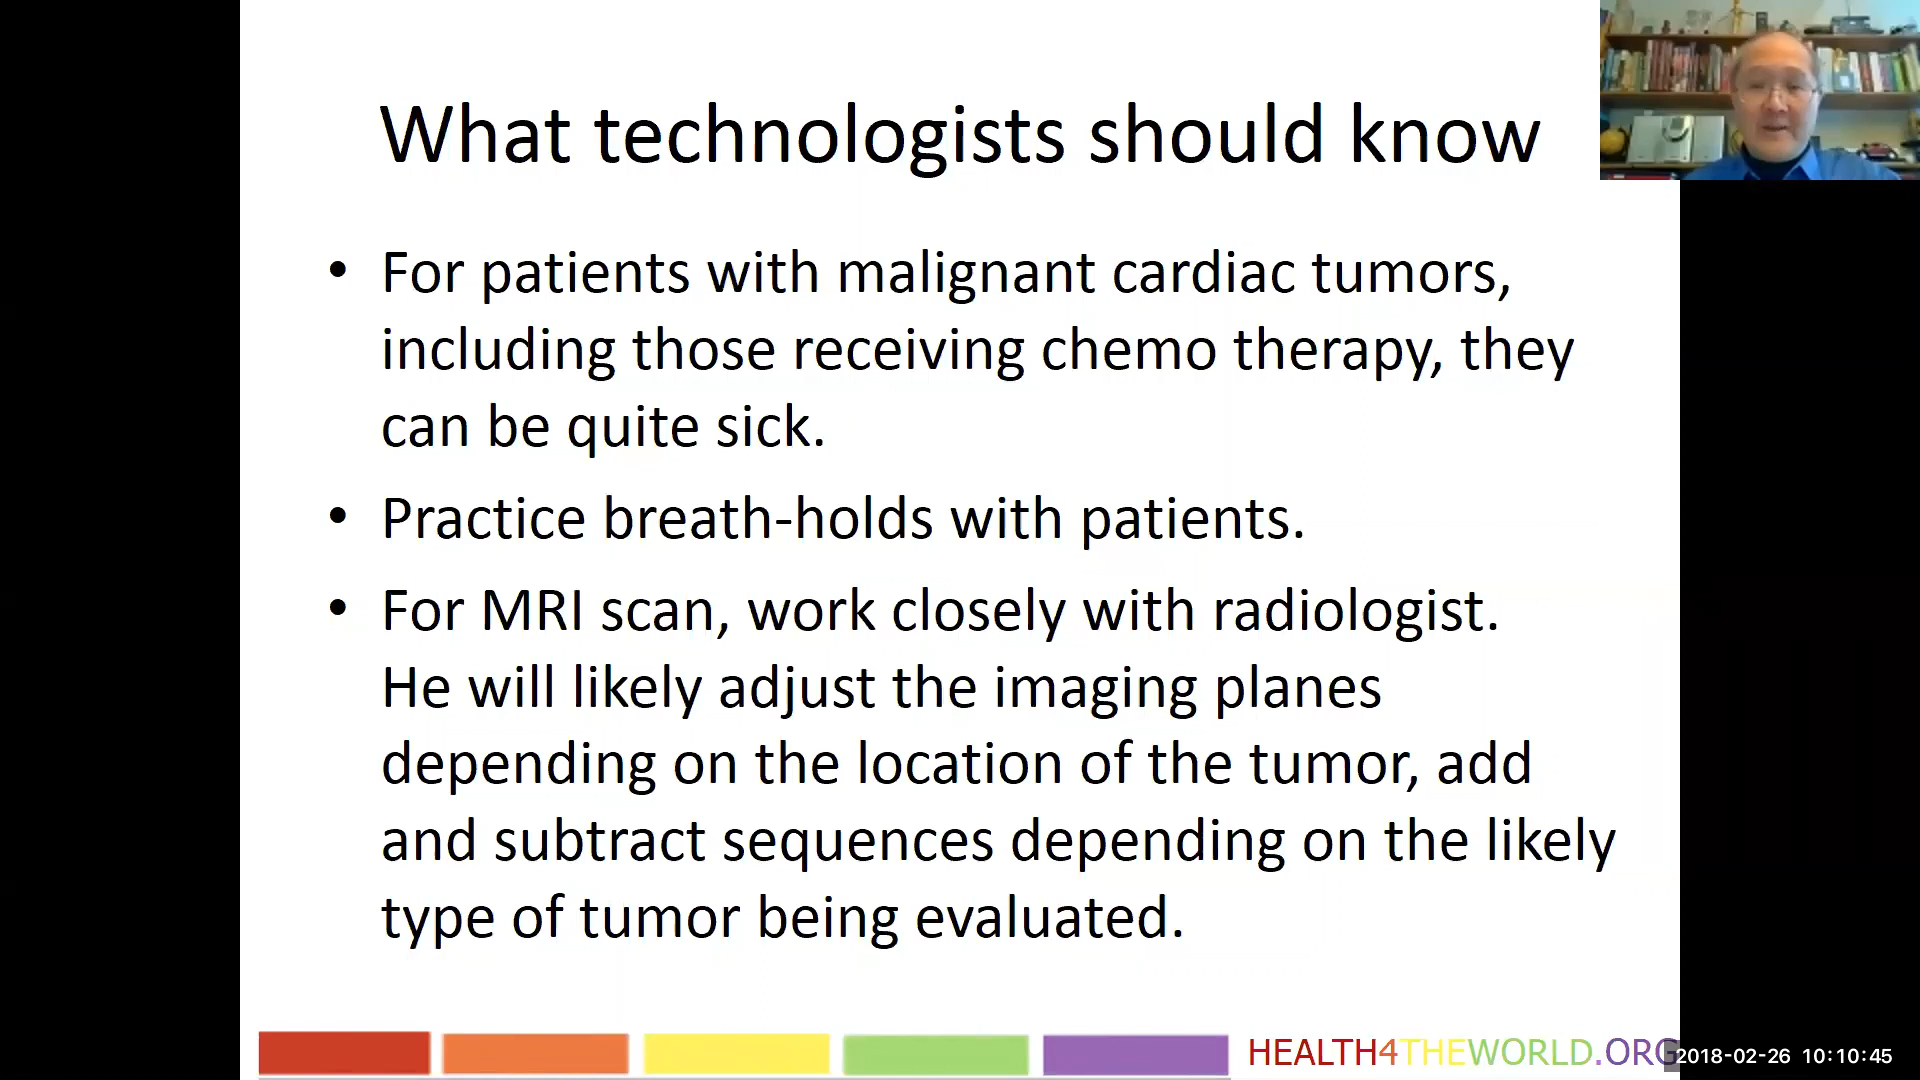 What technologists should know
• For patients with malignant cardiac tumors,
including those receiving chemo therapy, they
can be quite sick.
• Practice breath-holds with patients.
• For MRI scan, work closely with radiologist.
He will likely adjust the imaging planes
depending on the location of the tumor, add
and subtract sequences depending on the likely
type of tumor being evaluated.
HEALTH4THEWORLD.ORG
2018-02-26 10:10:45